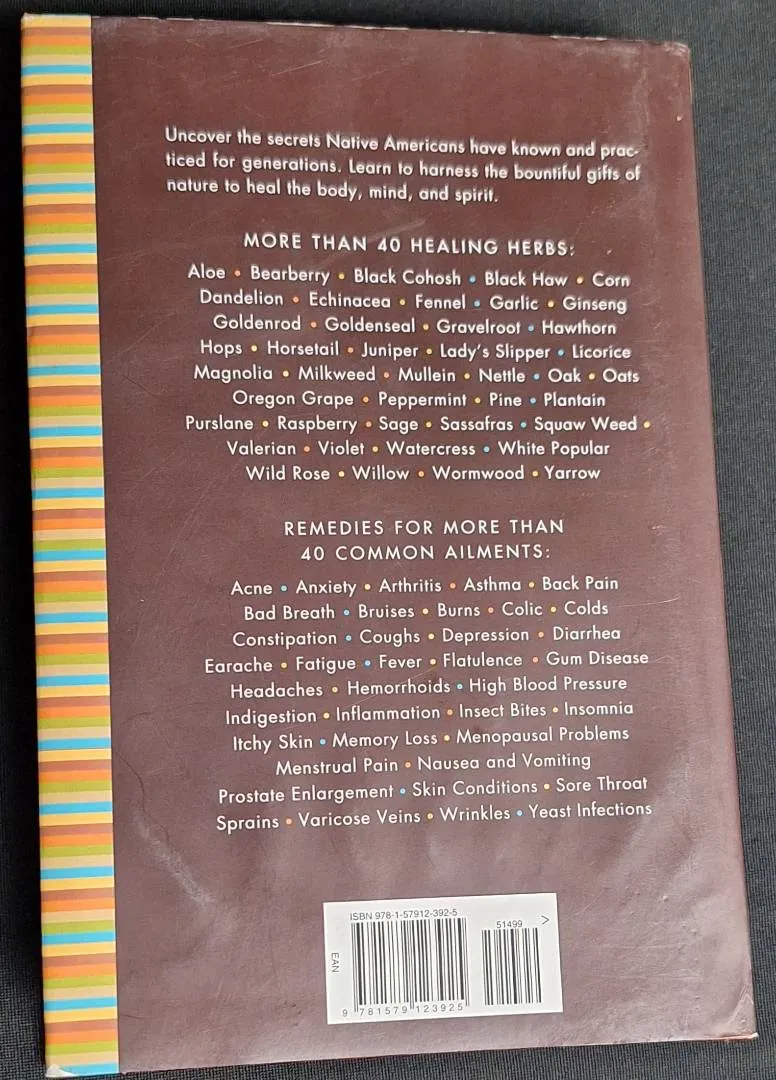 Uncover the secrets Native Americans have known and prac-
ticed for generations. Learn to harness the bountiful gifts of
nature to heal the body, mind, and spirit.
MORE THAN 40 HEALING HERBS:
Aloe • Bearberry • Black Cohosh • Black Haw • Corn
Dandelion • Echinacea • Fennel • Garlic • Ginseng
Goldenrod • Goldenseal • Gravelroot • Hawthorn
Hops • Horsetail • Juniper • Lady's Slipper • Licorice
Magnolia • Milkweed • Mullein • Nettle • Oak • Oats
Oregon Grape • Peppermint • Pine • Plantain
Purslane • Raspberry • Sage • Sassafras • Squaw Weed •
Valerian • Violet • Watercress • White Popular
Wild Rose • Willow • Wormwood • Yarrow
REMEDIES FOR MORE THAN
40 COMMON AILMENTS:
Acne • Anxiety • Arthritis • Asthma • Back Pain
Bad Breath • Bruises • Burns • Colic • Colds
Constipation • Coughs • Depression • Diarrhea
Earache • Fatigue • Fever • Flatulence • Gum Disease
Headaches • Hemorrhoids • High Blood Pressure
Indigestion • Inflammation • Insect Bites • Insomnia
Itchy Skin • Memory Loss • Menopausal Problems
Menstrual Pain • Nausea and Vomiting
Prostate Enlargement • Skin Conditions • Sore Throat
Sprains • Varicose Veins • Wrinkles • Yeast Infections
ISBN 978-1-57912-392-5
51499 >
EAN
9 781579 123925